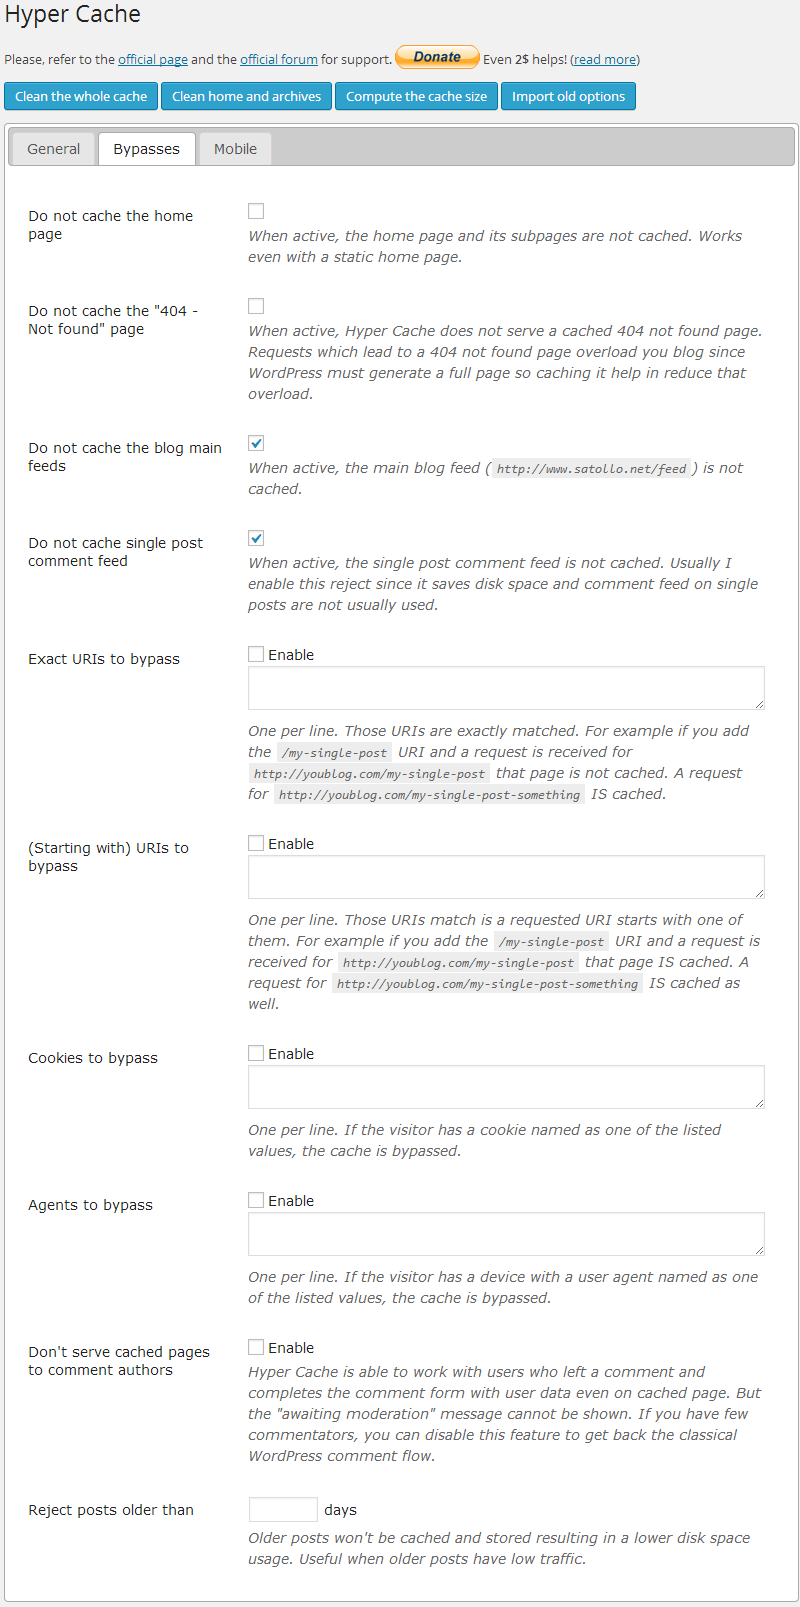 Hyper Cache
Please, refer to the official page and the official forum for support. Donate Even 2$ helps! (read more)
Clean the whole cache Clean home and archives Compute the cache size Import old options
General Bypasses Mobile
Do not cache the home
page
When active, the home page and its subpages are not cached. Works
even with a static home page.
Do not cache the "404 -
Not found" page
When active, Hyper Cache does not serve a cached 404 not found page.
Requests which lead to a 404 not found page overload you blog since
WordPress must generate a full page so caching it help in reduce that
overload.
Do not cache the blog main
feeds
When active, the main blog feed ( http://www.satollo.net/feed ) is not
cached.
Do not cache single post
comment feed
When active, the single post comment feed is not cached. Usually I
enable this reject since it saves disk space and comment feed on single
posts are not usually used.
Exact URIs to bypass
Enable
One per line. Those URIs are exactly matched. For example if you add
the /my-single-post URI and a request is received for
http://youblog.com/my-single-post that page is not cached. A request
for http://youblog.com/my-single-post-something IS cached.
(Starting with) URIs to
bypass
Enable
One per line. Those URIs match is a requested URI starts with one of
them. For example if you add the /my-single-post URI and a request is
received for http://youblog.com/my-single-post that page IS cached. A
request for http://youblog.com/my-single-post-something IS cached as
well.
Cookies to bypass
Enable
One per line. If the visitor has a cookie named as one of the listed
values, the cache is bypassed.
Agents to bypass
Enable
One per line. If the visitor has a device with a user agent named as one
of the listed values, the cache is bypassed.
Don't serve cached pages
to comment authors
Enable
Hyper Cache is able to work with users who left a comment and
completes the comment form with user data even on cached page. But
the "awaiting moderation" message cannot be shown. If you have few
commentators, you can disable this feature to get back the classical
WordPress comment flow.
Reject posts older than
days
Older posts won't be cached and stored resulting in a lower disk space
usage. Useful when older posts have low traffic.